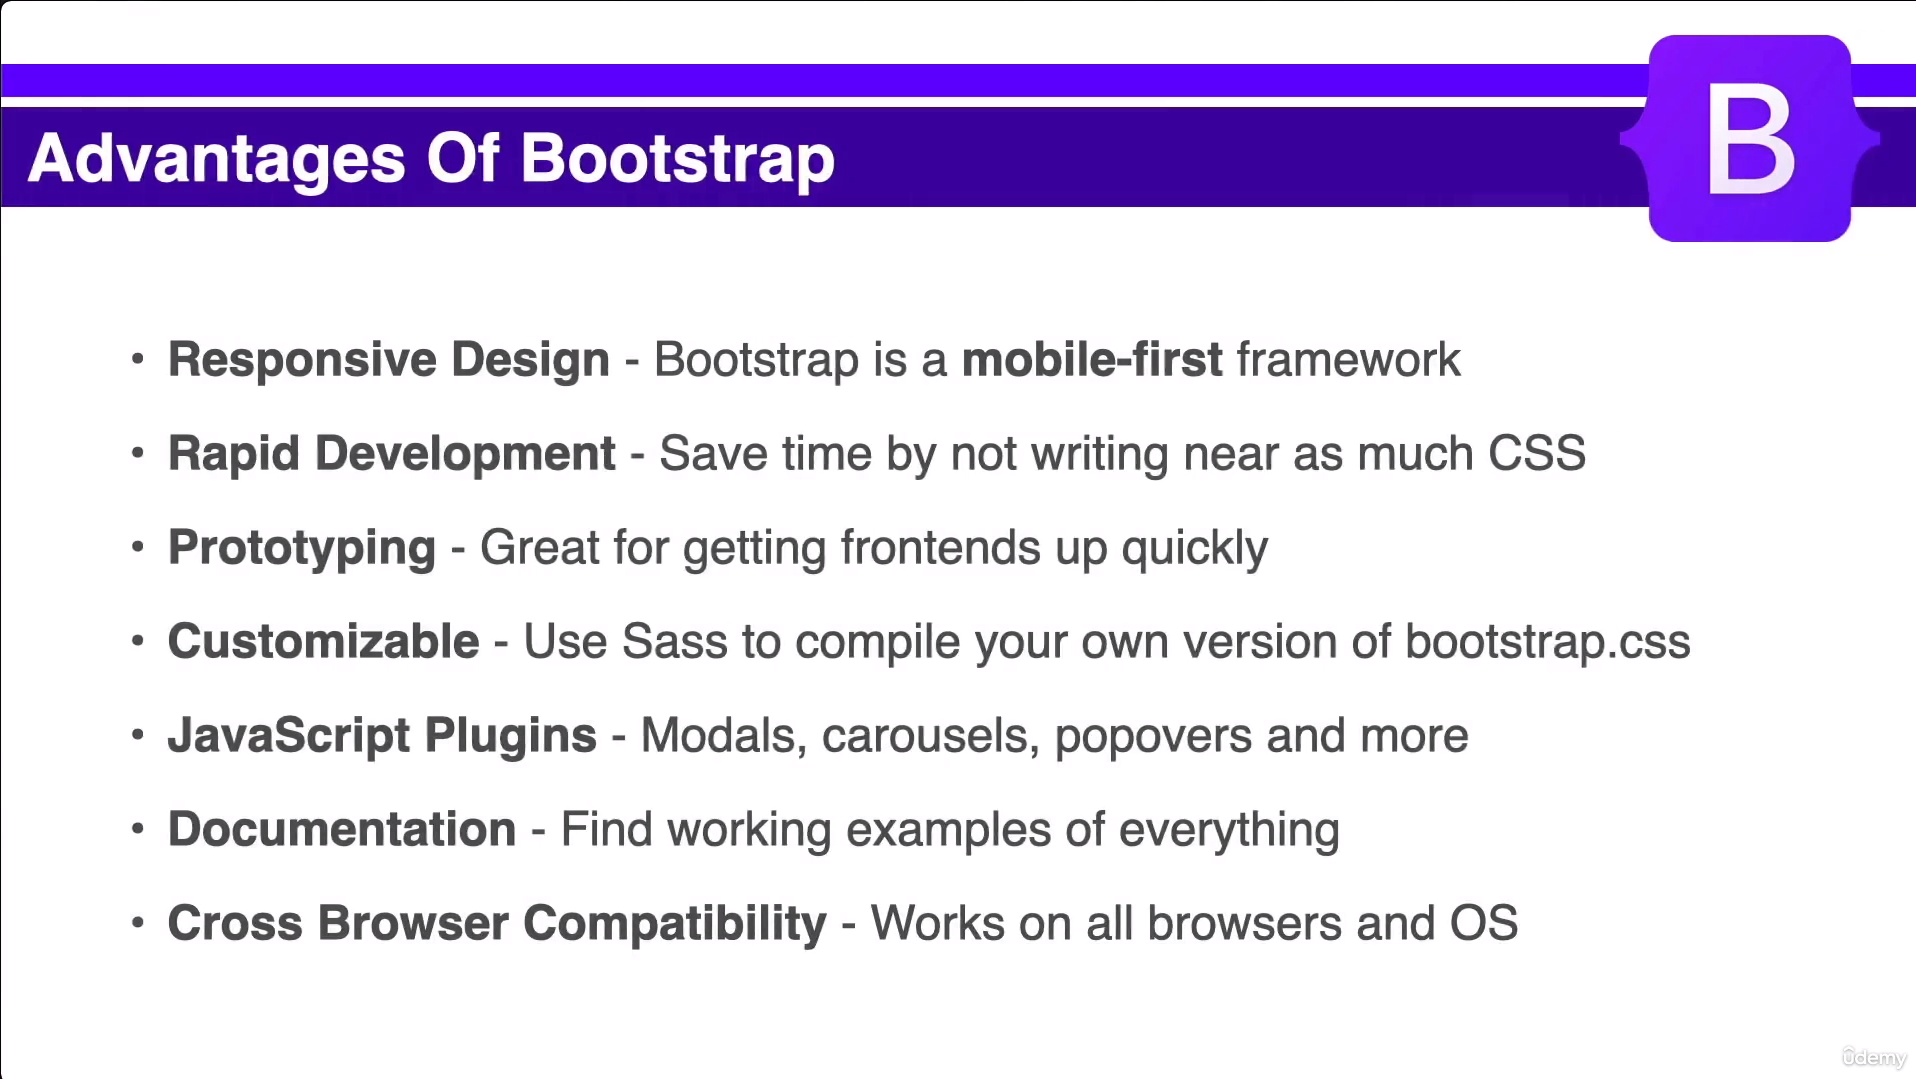 B
Advantages Of Bootstrap
• Responsive Design - Bootstrap is a mobile-first framework
• Rapid Development - Save time by not writing near as much CSS
• Prototyping - Great for getting frontends up quickly
• Customizable - Use Sass to compile your own version of bootstrap.css
• JavaScript Plugins - Modals, carousels, popovers and more
• Documentation - Find working examples of everything
• Cross Browser Compatibility - Works on all browsers and OS
ûdemy